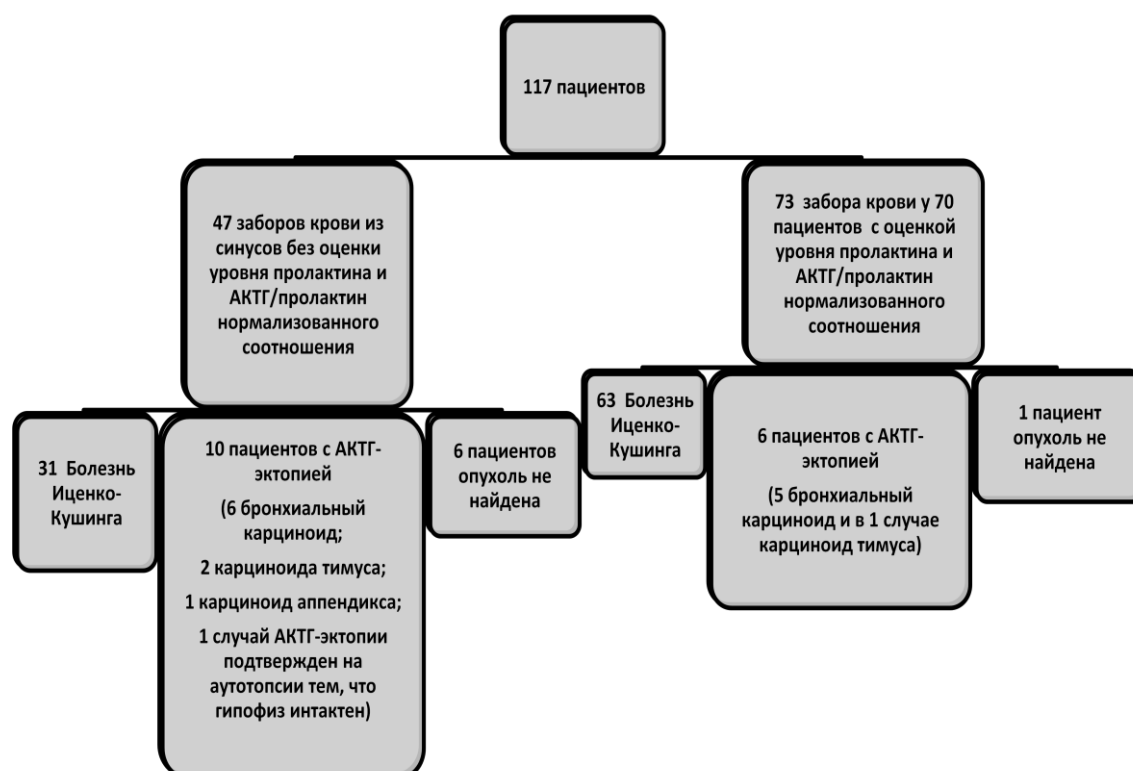 117 пациентов
47 заборов крови из
синусов без оценки
уровня пролактина и
АКТГ/пролактин
нормализованного
соотношения
73 забора крови у 70
пациентов с оценкой
уровня пролактина и
АКТГ/пролактин
нормализованного
соотношения
31 Болезнь
Иценко-
Кушинга
10 пациентов с АКТГ-
эктопией
(6 бронхиальный
карциноид;
2 карциноида тимуса;
1 карциноид аппендикса;
1 случай АКТГ-эктопии
подтвержден на
аутотопсии тем, что
гипофиз интактен)
6 пациентов
опухоль не
найдена
63 Болезнь
Иценко-
Кушинга
6 пациентов с АКТГ-
эктопией
(5 бронхиальный
карциноид и в 1 случае
карциноид тимуса)
1 пациент
опухоль не
найдена